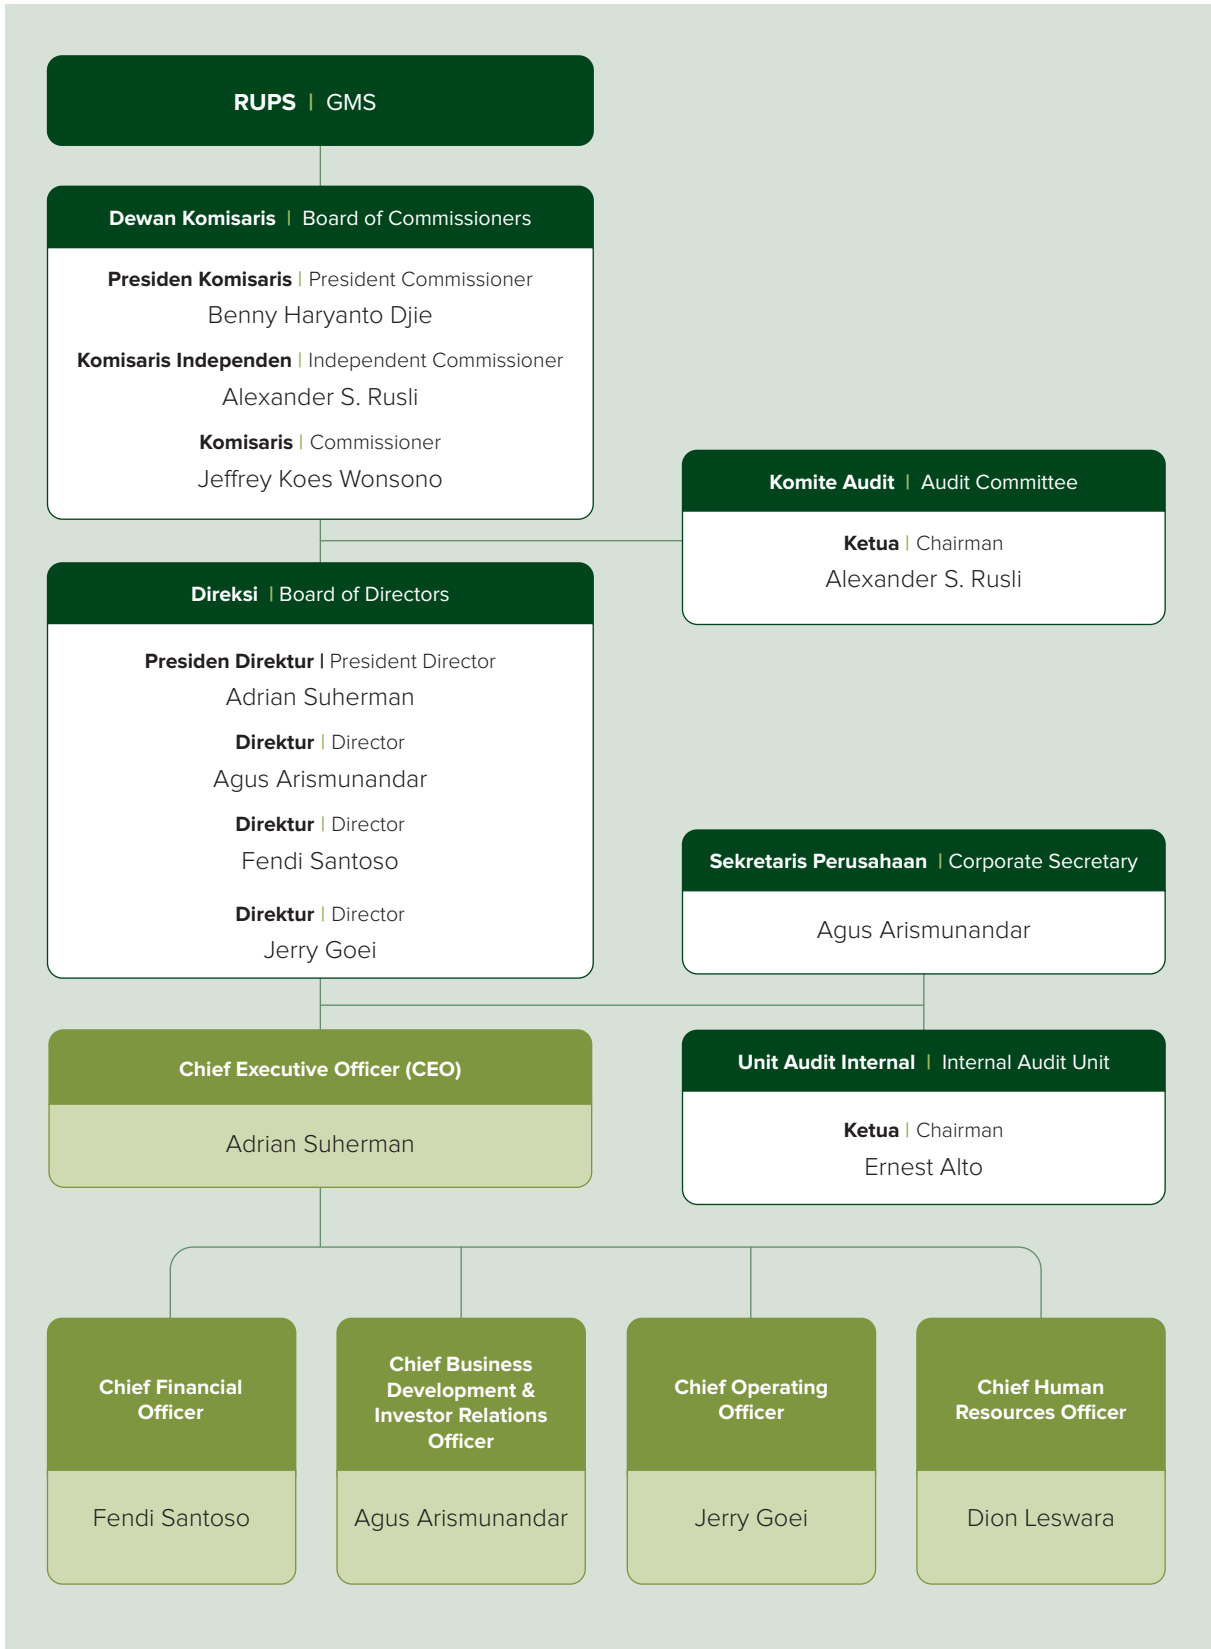 RUPS | GMS
Dewan Komisaris | Board of Commissioners
Presiden Komisaris | President Commissioner
Benny Haryanto Djie
Komisaris Independen | Independent Commissioner
Alexander S. Rusli
Komisaris | Commissioner
Jeffrey Koes Wonsono
Komite Audit | Audit Committee
Ketua | Chairman
Alexander S. Rusli
Direksi | Board of Directors
Presiden Direktur | President Director
Adrian Suherman
Direktur | Director
Agus Arismunandar
Direktur | Director
Fendi Santoso
Direktur | Director
Jerry Goei
Sekretaris Perusahaan | Corporate Secretary
Agus Arismunandar
Chief Executive Officer (CEO)
Adrian Suherman
Unit Audit Internal | Internal Audit Unit
Ketua | Chairman
Ernest Alto
Chief Financial
Officer
Fendi Santoso
Chief Business
Development &
Investor Relations
Officer
Agus Arismunandar
Chief Operating
Officer
Jerry Goei
Chief Human
Resources Officer
Dion Leswara